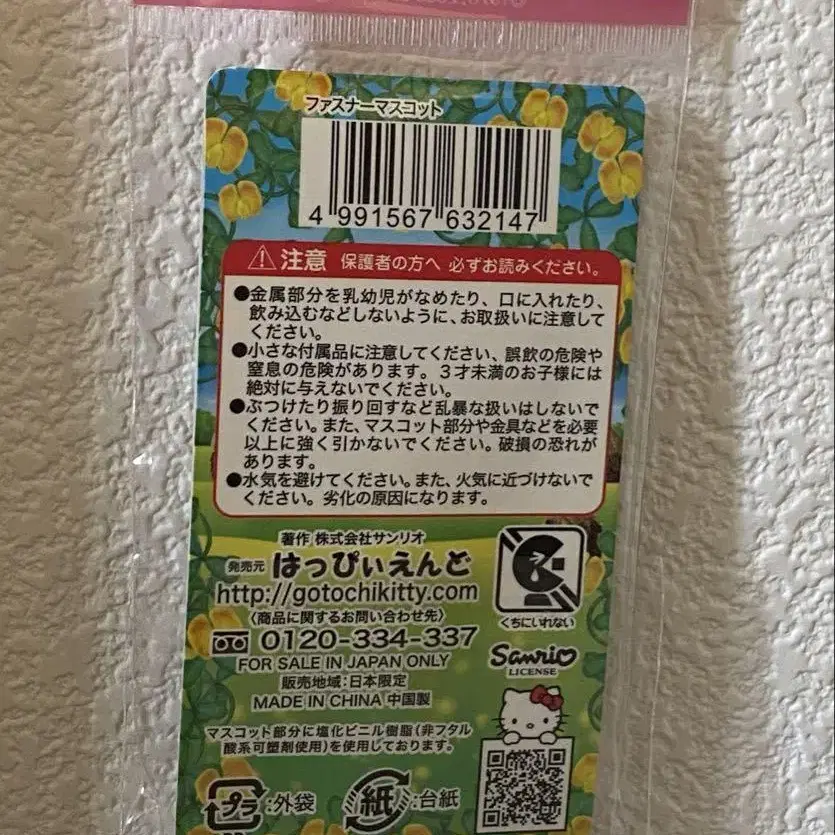 ファスナーマスコット
4 991567 632147
注意 保護者の方へ 必ずお読みください。
●金属部分を乳幼児がなめたり、口に入れたり、
飲み込むなどしないように、お取扱いに注意して
ください。
●小さな付属品に注意してください、誤飲の危険や
窒息の危険があります。3才未満のお子様には
絶対に与えないでください。
●ぶつけたり振り回すなど乱暴な扱いはしないで
ください。また、マスコット部分や金具などを必要
以上に強く引かないでください。破損の恐れが
あります。
●水気を避けてください。また、火気に近づけないで
ください。劣化の原因になります。
著作 株式会社サンリオ
発売元 はっぴぃえんど
http://gotochikitty.com
〈商品に関するお問い合わせ先〉
0120-334-337
FOR SALE IN JAPAN ONLY
販売地域:日本限定
MADE IN CHINA 中国製
くちにいれない
Sanrio
LICENSE
マスコット部分に塩化ビニル樹脂(非フタル
酸系可塑剤使用)を使用しております。
プラ:外袋
紙:台紙